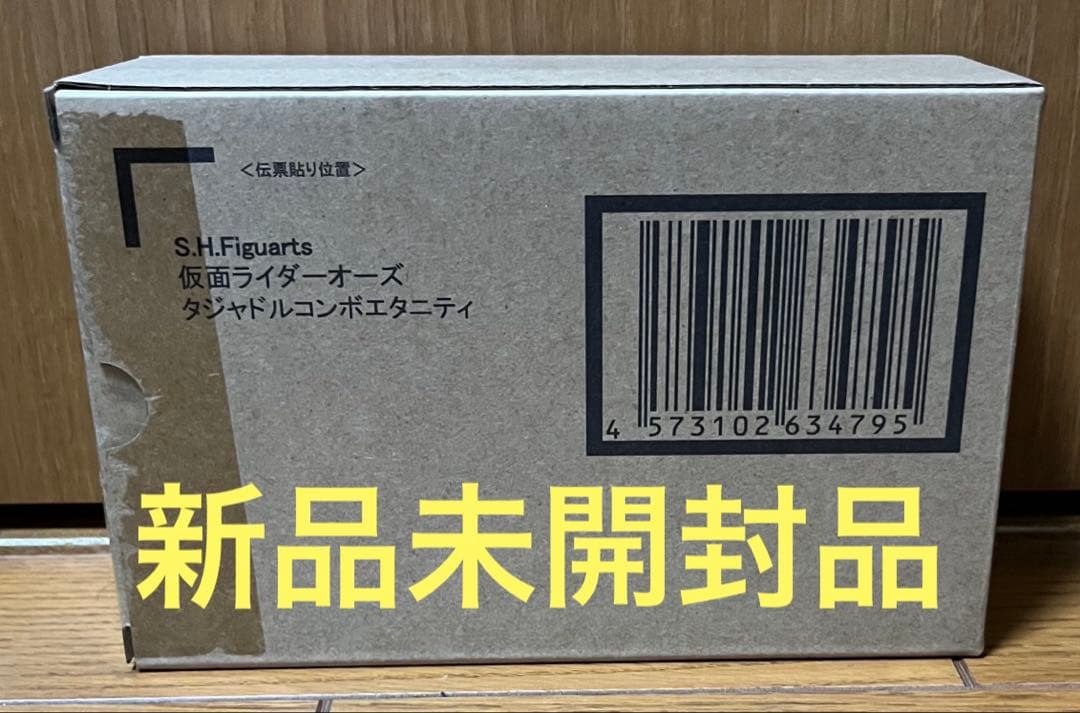 ＜伝票貼り位置＞
S.H.Figuarts
仮面ライダーオーズ
タジャドルコンボエタニティ
4 573102 634795
新品未開封品